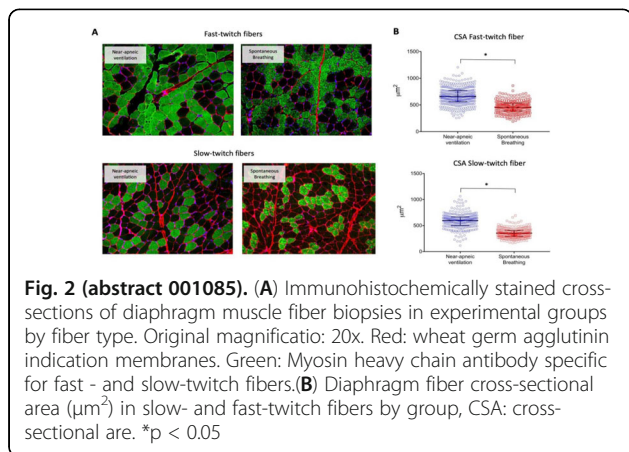 A
Fast-twitch fibers
Near-apneic
ventilation
Spontaneous
Breathing
Slow-twitch fibers
Near-apneic
ventilation
Spontaneous
Breathing
B
CSA Fast-twitch fiber
*
μm²
1500
1000
500
0
Near-apneic
ventilation
Spontaneous
Breathing
CSA Slow-twitch fiber
*
μm²
1500
1000
500
0
Near-apneic
ventilation
Spontaneous
Breathing
Fig. 2 (abstract 001085). (A) Immunohistochemically stained cross-
sections of diaphragm muscle fiber biopsies in experimental groups
by fiber type. Original magnificatio: 20x. Red: wheat germ agglutinin
indication membranes. Green: Myosin heavy chain antibody specific
for fast - and slow-twitch fibers.(B) Diaphragm fiber cross-sectional
area (μm²) in slow- and fast-twitch fibers by group, CSA: cross-
sectional are. *p < 0.05